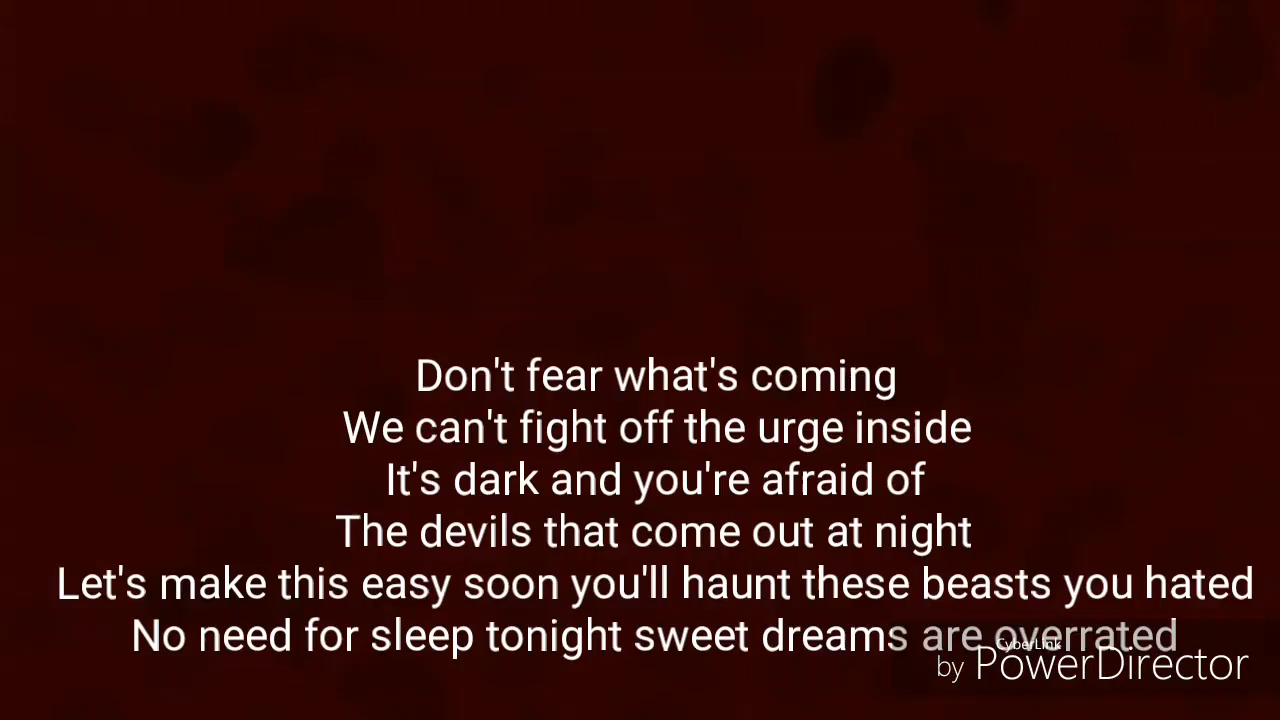 Don't fear what's coming
We can't fight off the urge inside
It's dark and you're afraid of
The devils that come out at night
Let's make this easy soon you'll haunt these beasts you hated
No need for sleep tonight sweet dreams are overrated
CyberLink
by PowerDirector